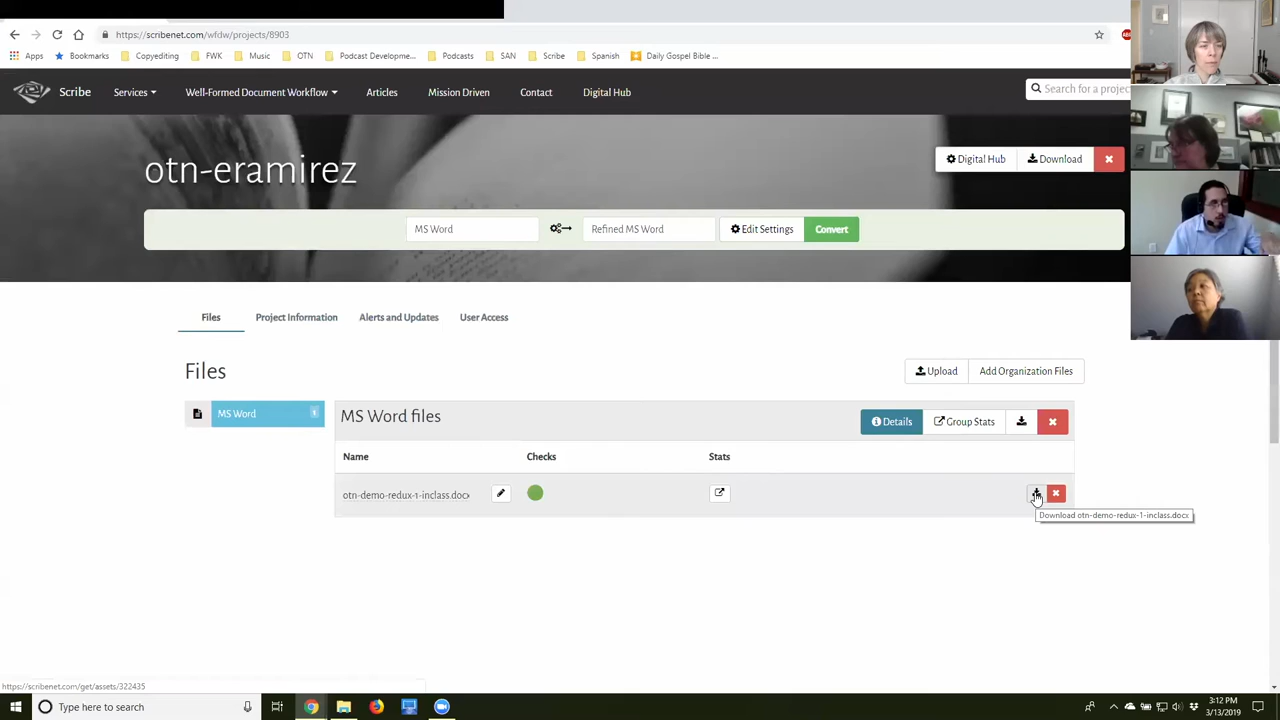 https://scribenet.com/wfdw/projects/8903
Apps
Bookmarks
Copyediting
FWK
Music
OTN
Podcast Developme...
Podcasts
SAN
Scribe
Spanish
Daily Gospel Bible ...
Scribe
Services
Well-Formed Document Workflow
Articles
Mission Driven
Contact
Digital Hub
Search for a projec
otn-eramirez
Digital Hub
Download
MS Word
Refined MS Word
Edit Settings
Convert
Files
Project Information
Alerts and Updates
User Access
Files
Upload
Add Organization Files
MS Word
MS Word files
Details
Group Stats
Name
Checks
Stats
otn-demo-redux-1-inclass.docx
Download otn-demo-redux-1-inclass.docx
https://scribenet.com/get/assets/322435
Type here to search
3:12 PM
3/13/2019